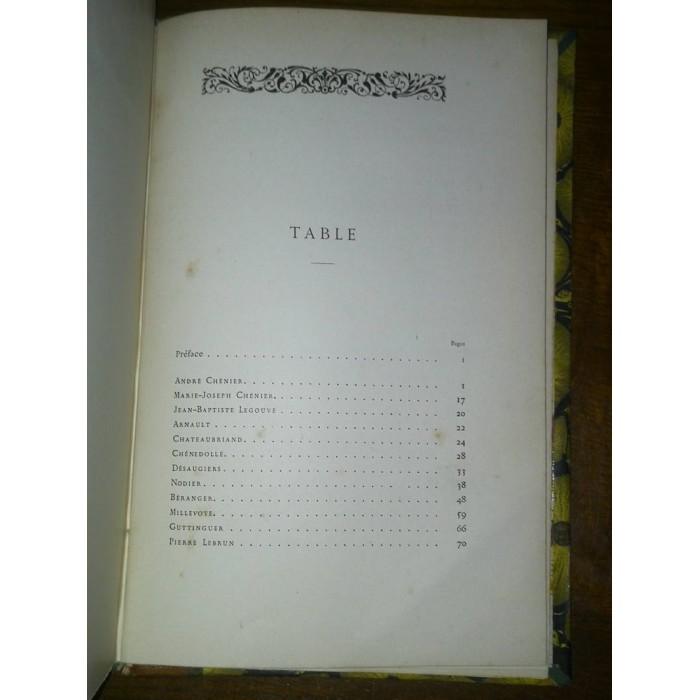 TABLE
Pages
Préface . . . . . . . . . . . . . . . . . . . . 1
André Chénier. . . . . . . . . . . . . . . . . 1
Marie-Joseph Chénier. . . . . . . . . . . . . . 17
Jean-Baptiste Legouvé . . . . . . . . . . . . . 20
Arnault . . . . . . . . . . . . . . . . . . . 22
Chateaubriand. . . . . . . . . . . . . . . . . 24
Chênedollé. . . . . . . . . . . . . . . . . . 28
Désaugiers. . . . . . . . . . . . . . . . . . 33
Nodier . . . . . . . . . . . . . . . . . . . 38
Béranger. . . . . . . . . . . . . . . . . . . 48
Millevoye. . . . . . . . . . . . . . . . . . . 59
Guttinguer . . . . . . . . . . . . . . . . . . 66
Pierre Lebrun . . . . . . . . . . . . . . . . . 70